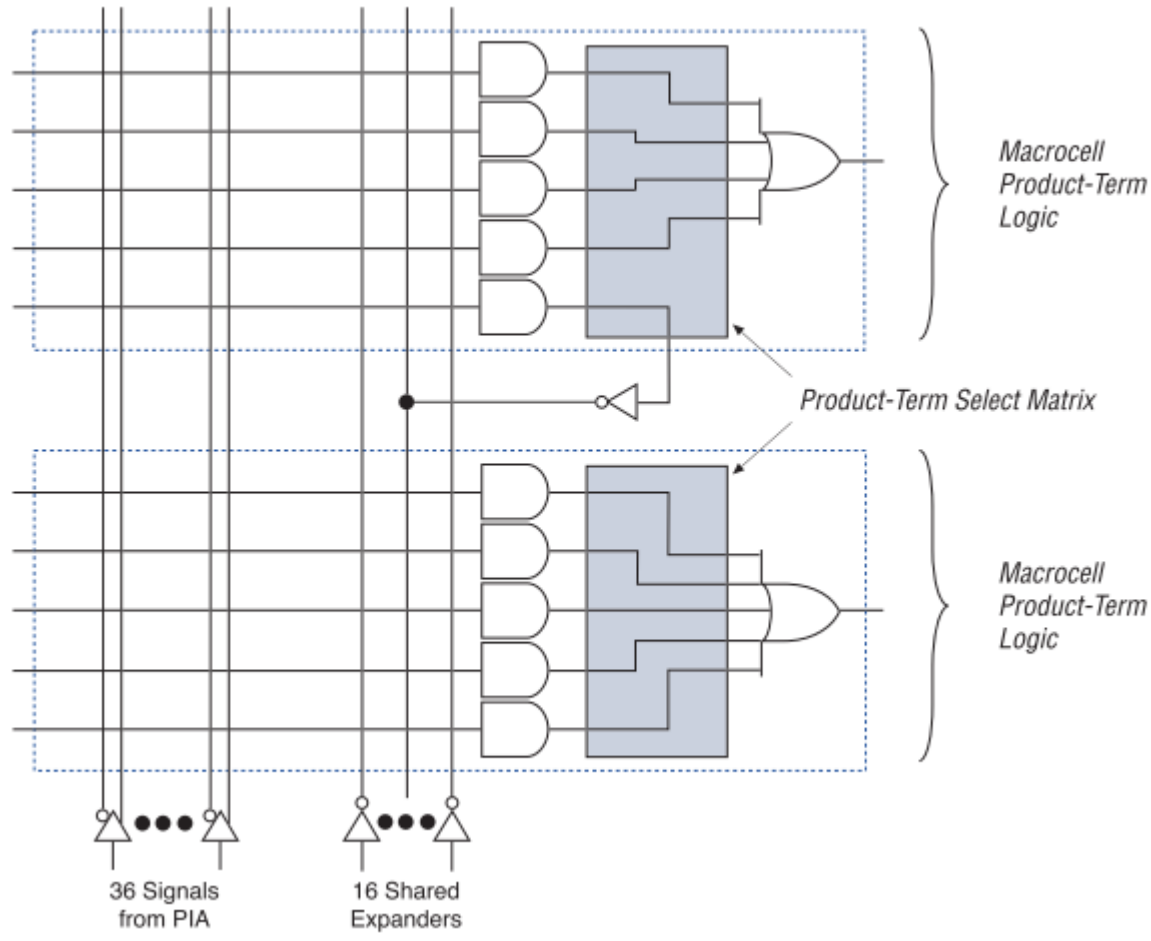 Macrocell
Product-Term
Logic
Product-Term Select Matrix
Macrocell
Product-Term
Logic
36 Signals
from PIA
16 Shared
Expanders